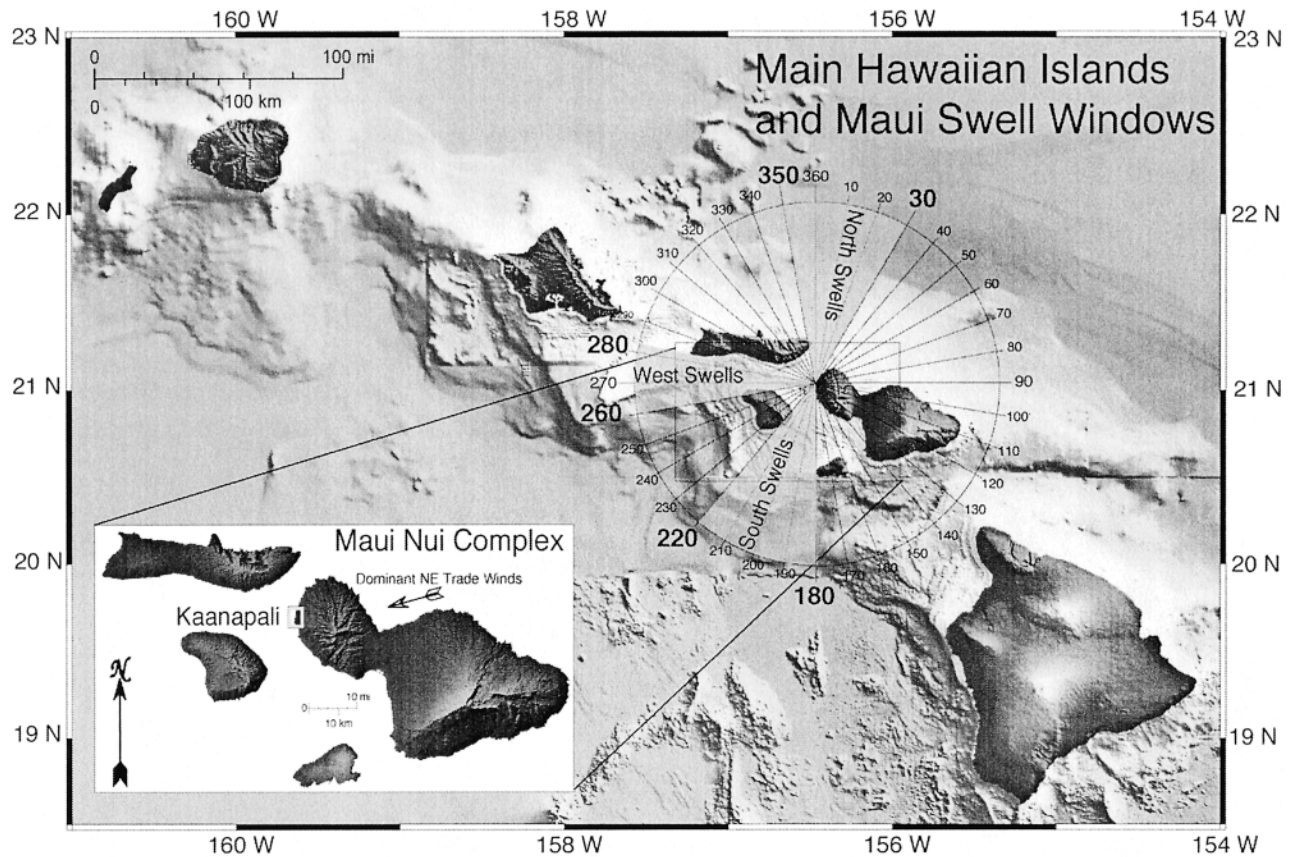 160 W
158 W
156 W
154 W
23 N
23 N
0
100 mi
0
100 km
Main Hawaiian Islands
and Maui Swell Windows
350
360
10
20
30
340
330
320
310
300
290
280
40
50
60
70
80
90
100
110
120
130
140
150
160
170
180
190
200
210
220
230
240
250
260
270
North Swells
West Swells
South Swells
22 N
22 N
21 N
21 N
20 N
20 N
19 N
19 N
Maui Nui Complex
Dominant NE Trade Winds
Kaanapali
N
0
10 mi
10 km
160 W
158 W
156 W
154 W